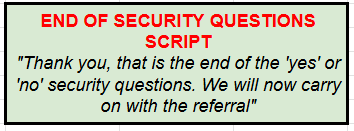 END OF SECURITY QUESTIONS
SCRIPT
"Thank you, that is the end of the 'yes' or
'no' security questions. We will now carry
on with the referral"